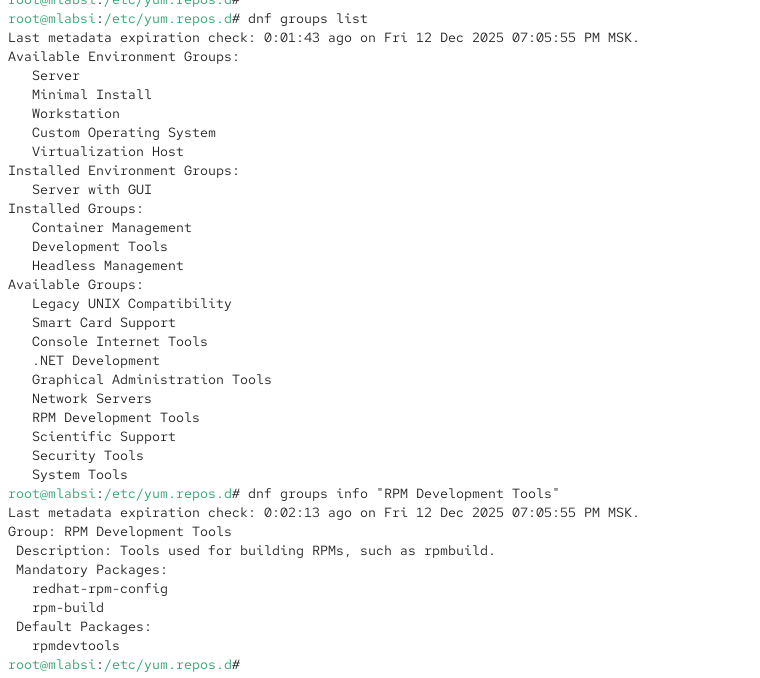 root@mlabsi:/etc/yum.repos.d#
root@mlabsi:/etc/yum.repos.d# dnf groups list
Last metadata expiration check: 0:01:43 ago on Fri 12 Dec 2025 07:05:55 PM MSK.
Available Environment Groups:
   Server
   Minimal Install
   Workstation
   Custom Operating System
   Virtualization Host
Installed Environment Groups:
   Server with GUI
Installed Groups:
   Container Management
   Development Tools
   Headless Management
Available Groups:
   Legacy UNIX Compatibility
   Smart Card Support
   Console Internet Tools
   .NET Development
   Graphical Administration Tools
   Network Servers
   RPM Development Tools
   Scientific Support
   Security Tools
   System Tools
root@mlabsi:/etc/yum.repos.d# dnf groups info "RPM Development Tools"
Last metadata expiration check: 0:02:13 ago on Fri 12 Dec 2025 07:05:55 PM MSK.
Group: RPM Development Tools
 Description: Tools used for building RPMs, such as rpmbuild.
 Mandatory Packages:
   redhat-rpm-config
   rpm-build
 Default Packages:
   rpmdevtools
root@mlabsi:/etc/yum.repos.d#